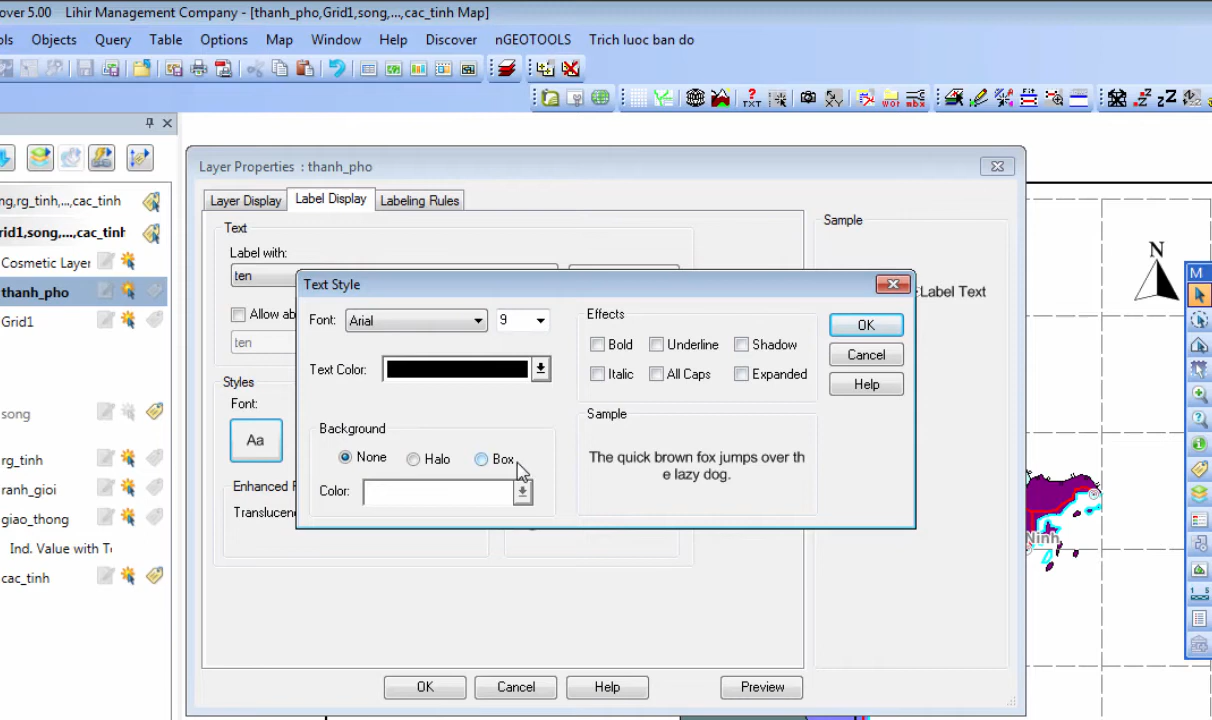 over 5.00 Lihir Management Company - [thanh_pho,Grid1,song,...,cac_tinh Map]
ols Objects Query Table Options Map Window Help Discover nGEOTOOLS Trich luoc ban do
ng,rg_tinh,...,cac_tinh
rid1,song,...,cac_tinh
Cosmetic Layer
thanh_pho
Grid1
song
rg_tinh
ranh_gioi
giao_thong
Ind. Value with
cac_tinh
Layer Properties : thanh_pho
Layer Display Label Display Labeling Rules
Text
Label with:
ten
Allow ab
ten
Styles
Font:
Aa
Enhanced
Translucen
Sample
Label Text
OK Cancel Help Preview
Text Style
Font: Arial 9
Text Color:
Background
None Halo Box
Color:
Effects
Bold Underline Shadow
Italic All Caps Expanded
Sample
The quick brown fox jumps over th
e lazy dog.
OK
Cancel
Help
N
M
Ninh